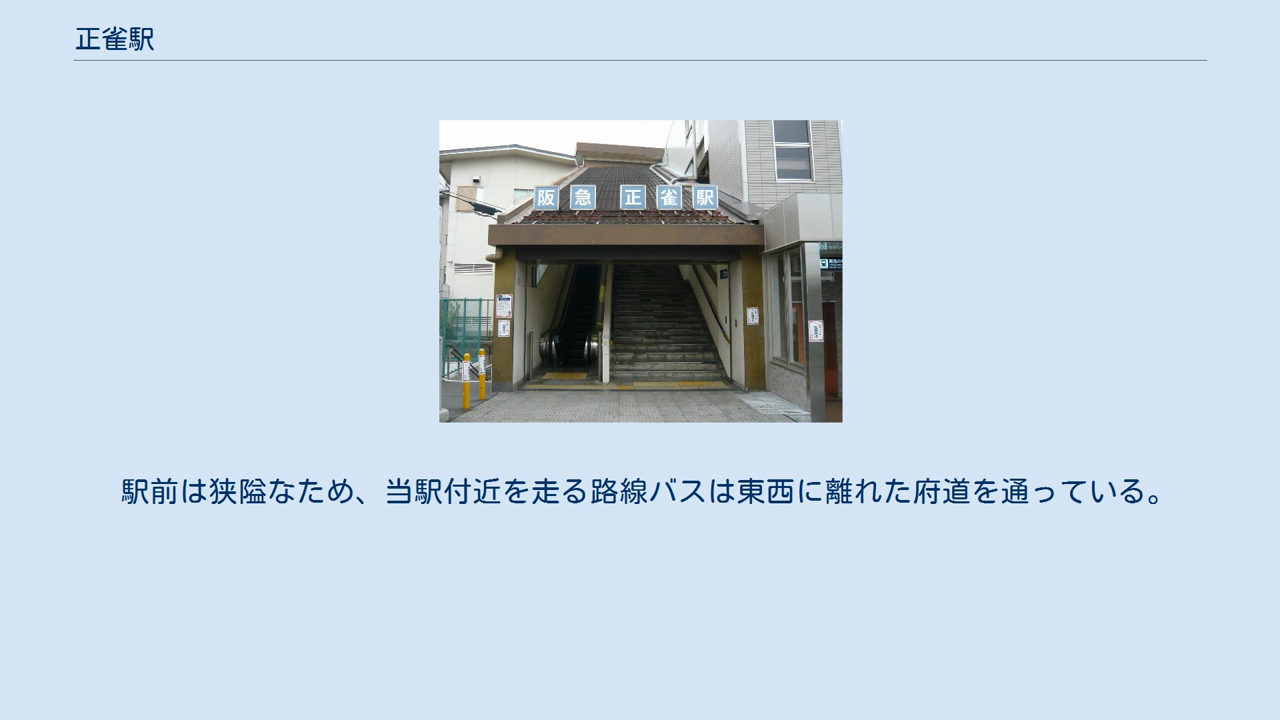 正雀駅
阪急 正雀駅
駅前は狭隘なため、当駅付近を走る路線バスは東西に離れた府道を通っている。